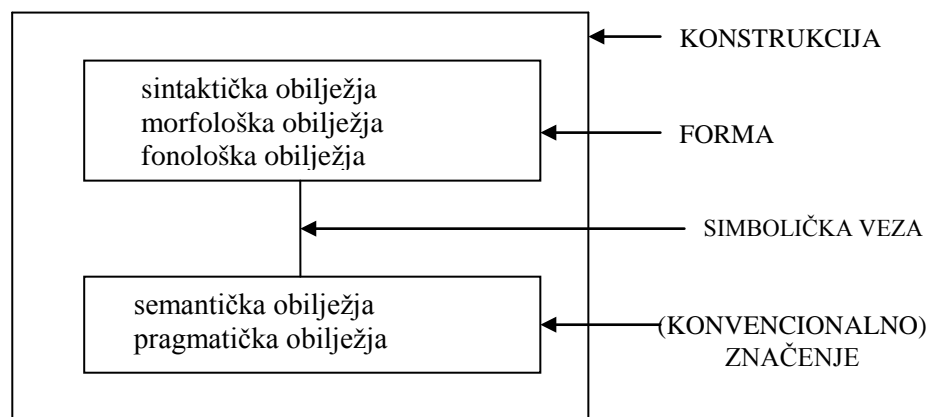 KONSTRUKCIJA
sintaktička obilježja
morfološka obilježja
fonološka obilježja
FORMA
SIMBOLIČKA VEZA
semantička obilježja
pragmatička obilježja
(KONVENCIONALNO)
ZNAČENJE